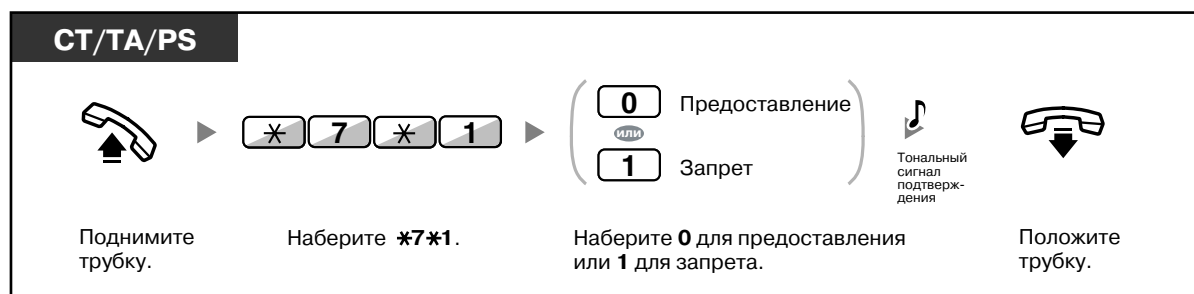 CT/TA/PS
✳ 7 ✳ 1
0 Предоставление
или
1 Запрет
Тональный
сигнал
подтверж-
дения
Поднимите
трубку.
Наберите ✳7✳1.
Наберите 0 для предоставления
или 1 для запрета.
Положите
трубку.